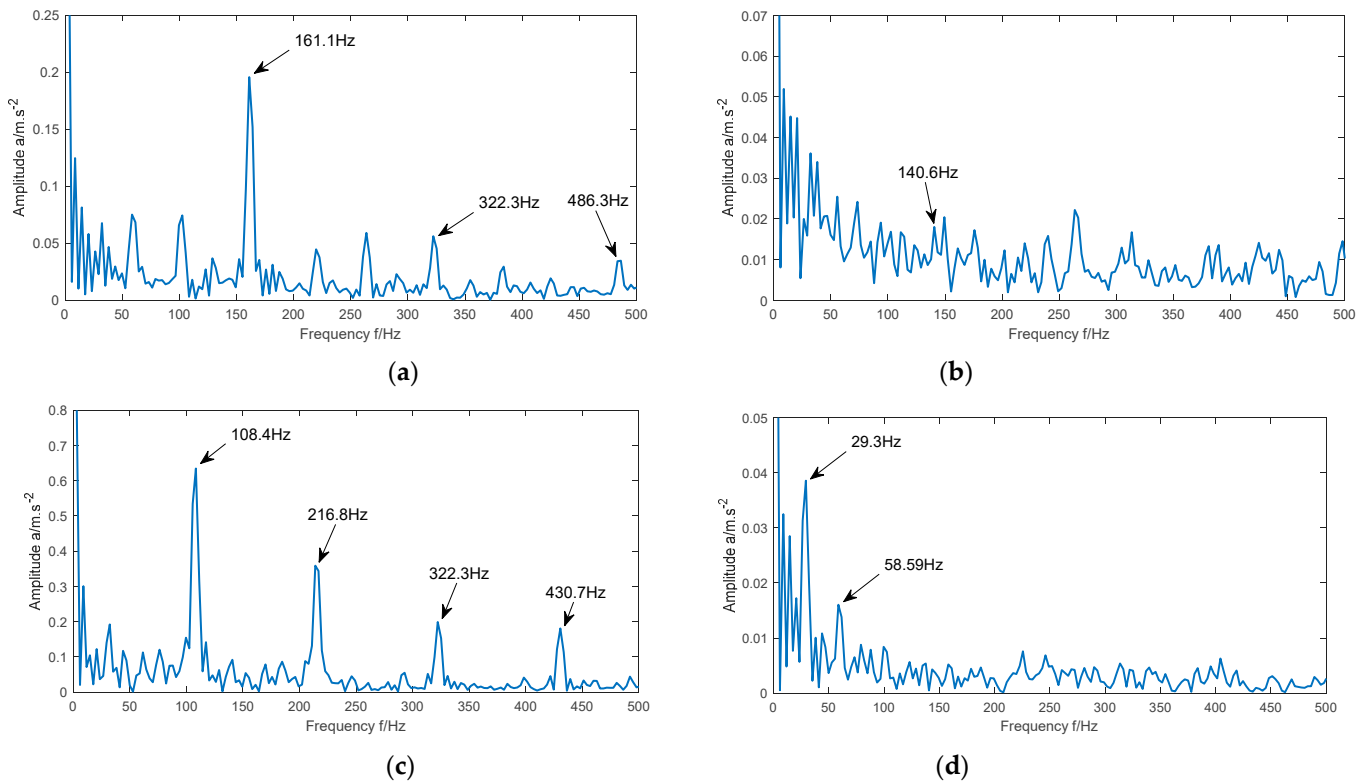 0.25
0.2
0.15
0.1
0.05
0
Amplitude a/m.s-2
161.1Hz
322.3Hz
486.3Hz
0 50 100 150 200 250 300 350 400 450 500
Frequency f/Hz
(a)
0.07
0.06
0.05
0.04
0.03
0.02
0.01
0
Amplitude a/m.s-2
140.6Hz
0 50 100 150 200 250 300 350 400 450 500
Frequency f/Hz
(b)
0.8
0.7
0.6
0.5
0.4
0.3
0.2
0.1
0
Amplitude a/m.s-2
108.4Hz
216.8Hz
322.3Hz
430.7Hz
0 50 100 150 200 250 300 350 400 450 500
Frequency f/Hz
(c)
0.05
0.04
0.03
0.02
0.01
0
Amplitude a/m.s-2
29.3Hz
58.59Hz
0 50 100 150 200 250 300 350 400 450 500
Frequency f/Hz
(d)